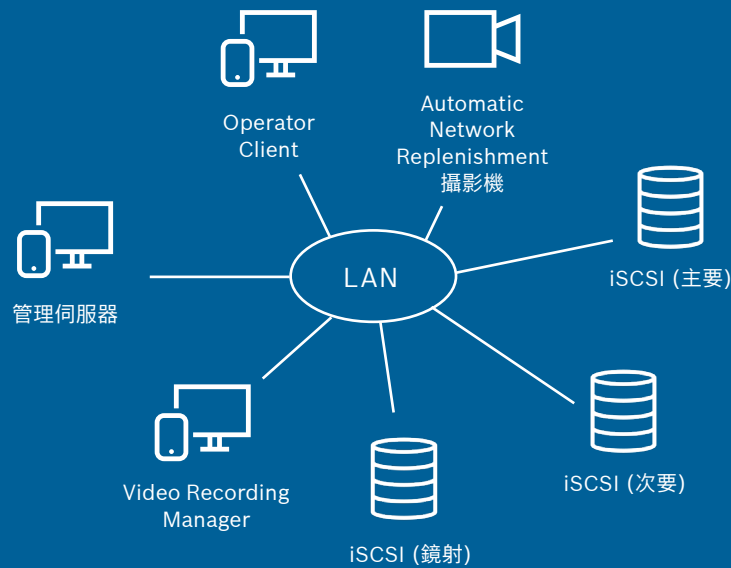 Operator
Client
Automatic
Network
Replenishment
攝影機
iSCSI (主要)
LAN
管理伺服器
iSCSI (次要)
Video Recording
Manager
iSCSI (鏡射)